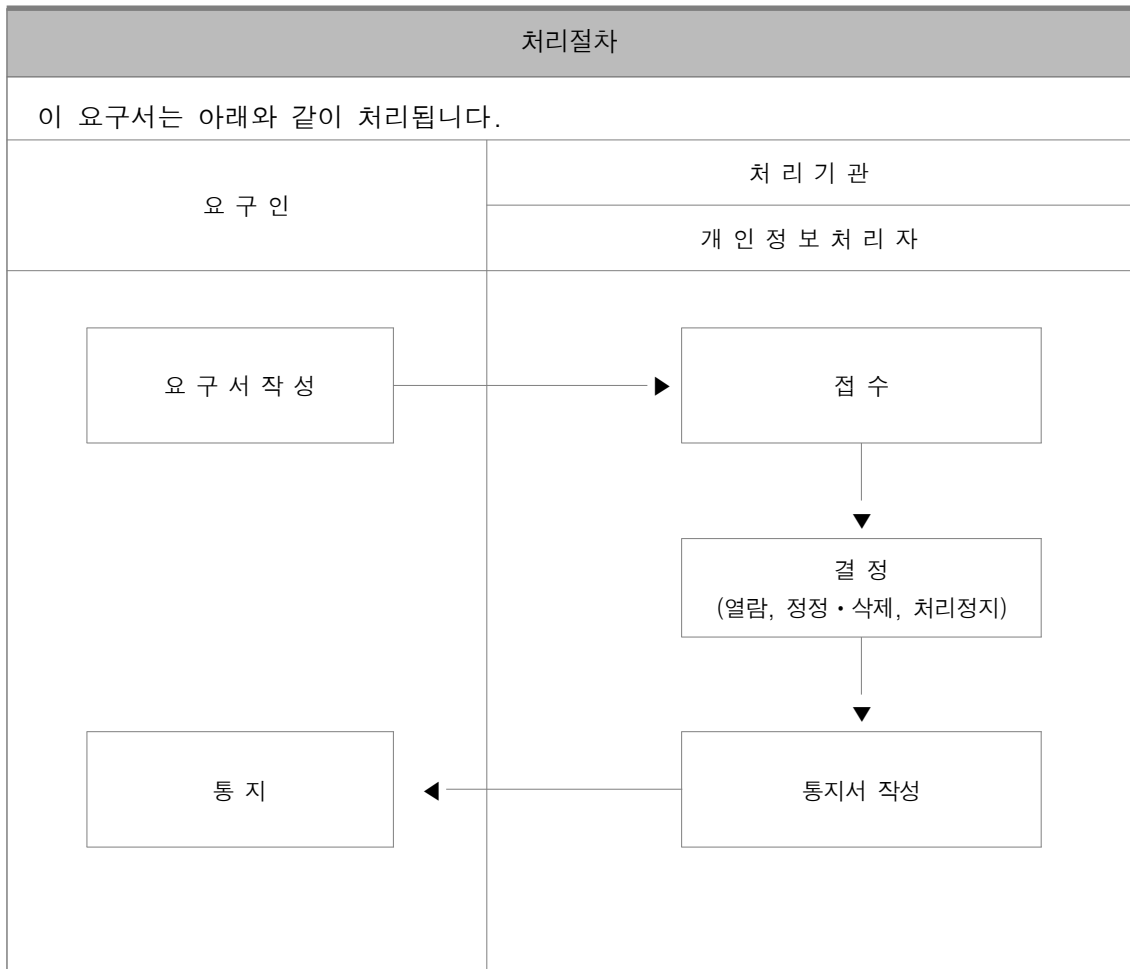 처리절차
이 요구서는 아래와 같이 처리됩니다.
요 구 인
처 리 기 관
개 인 정 보 처 리 자
요 구 서 작 성
접 수
결 정
(열람, 정정・삭제, 처리정지)
통 지
통지서 작성